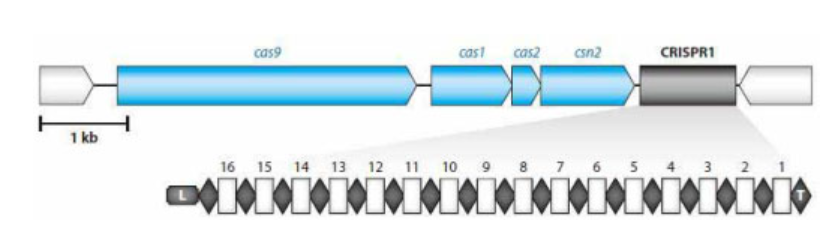 cas9 cas1 cas2 csn2 CRISPR1
1 kb
16 15 14 13 12 11 10 9 8 7 6 5 4 3 2 1
L T